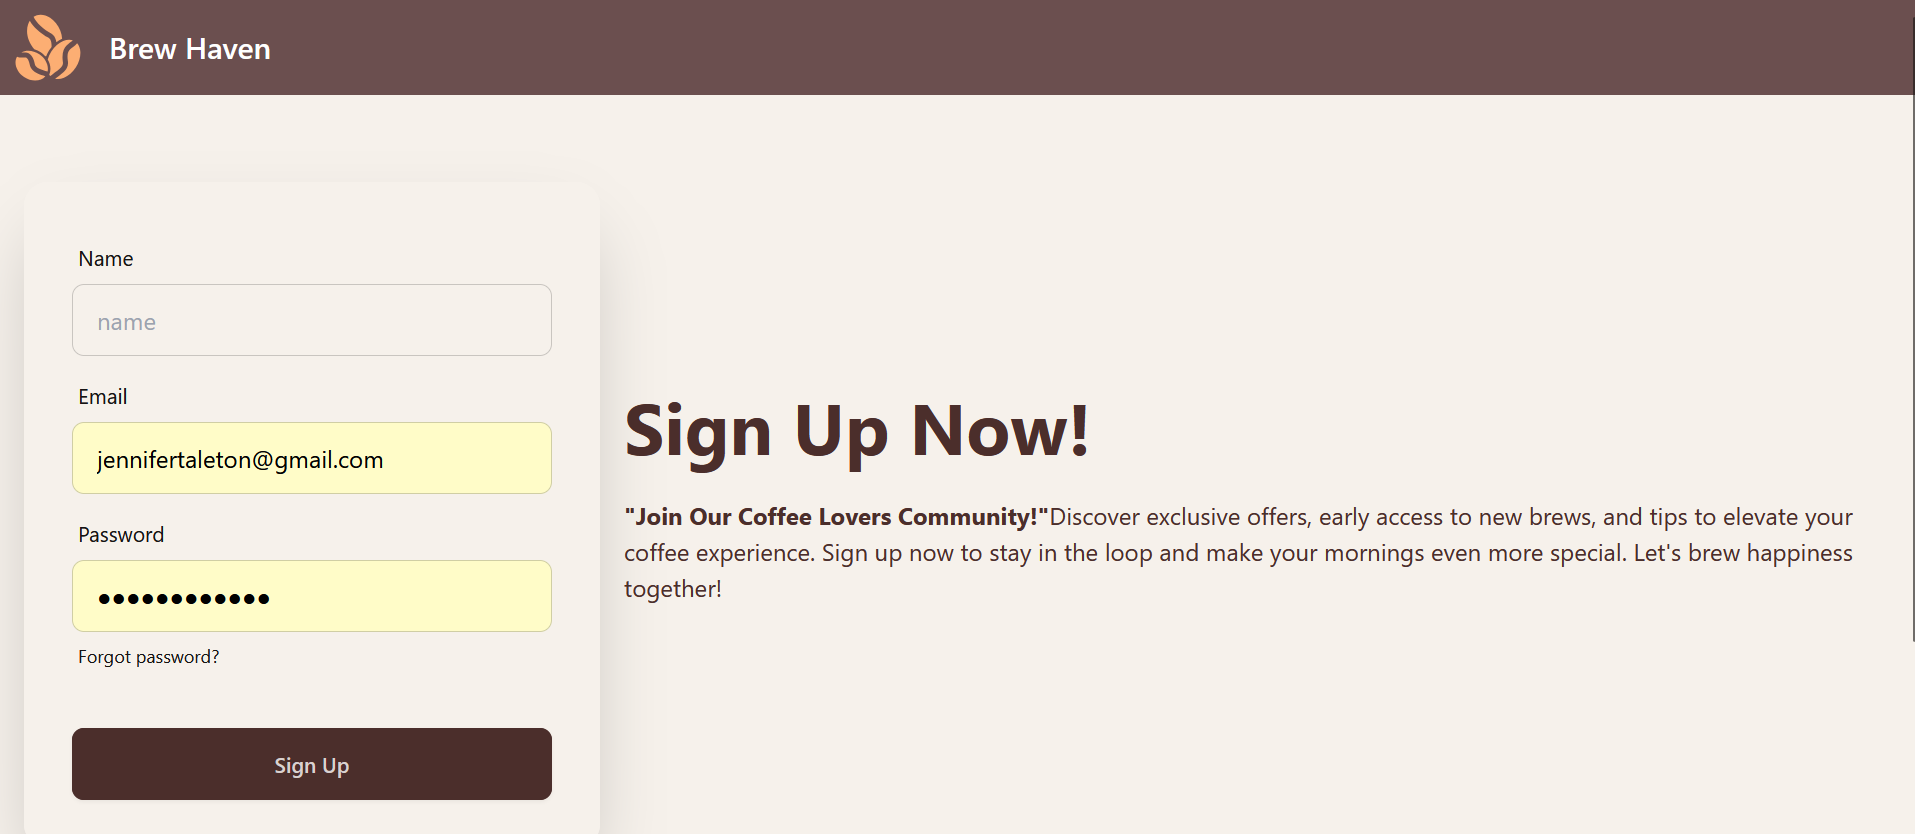 Brew Haven
Name
name
Email
jennifertaleton@gmail.com
Password
••••••••••••
Forgot password?
Sign Up
Sign Up Now!
"Join Our Coffee Lovers Community!"Discover exclusive offers, early access to new brews, and tips to elevate your
coffee experience. Sign up now to stay in the loop and make your mornings even more special. Let's brew happiness
together!